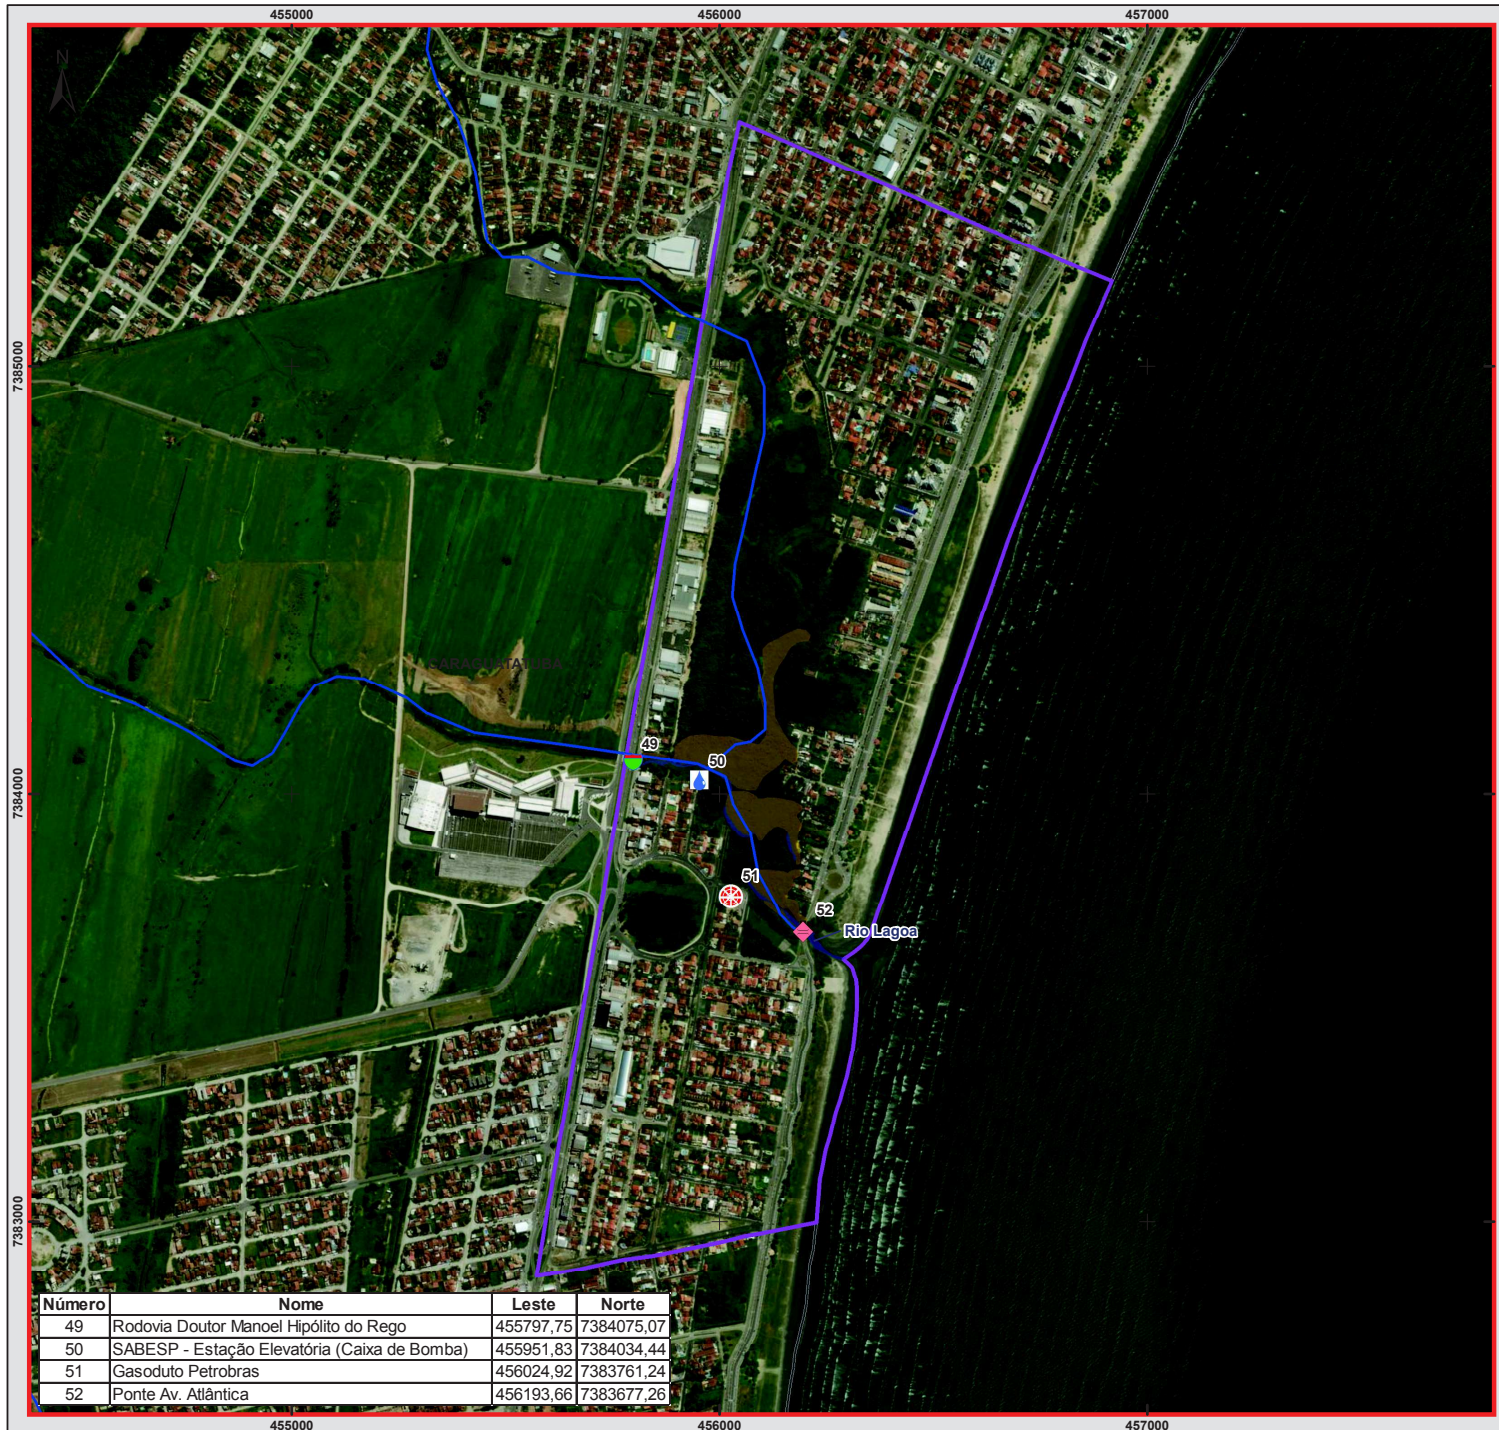 455000 456000 457000
N
7385000
CARAGUATATUBA
49
50
7384000
51
52
Rio Lagoa
7383000
Número Nome Leste Norte
49 Rodovia Doutor Manoel Hipólito do Rego 455797,75 7384075,07
50 SABESP - Estação Elevatória (Caixa de Bomba) 455951,83 7384034,44
51 Gasoduto Petrobras 456024,92 7383761,24
52 Ponte Av. Atlântica 456193,66 7383677,26
455000 456000 457000